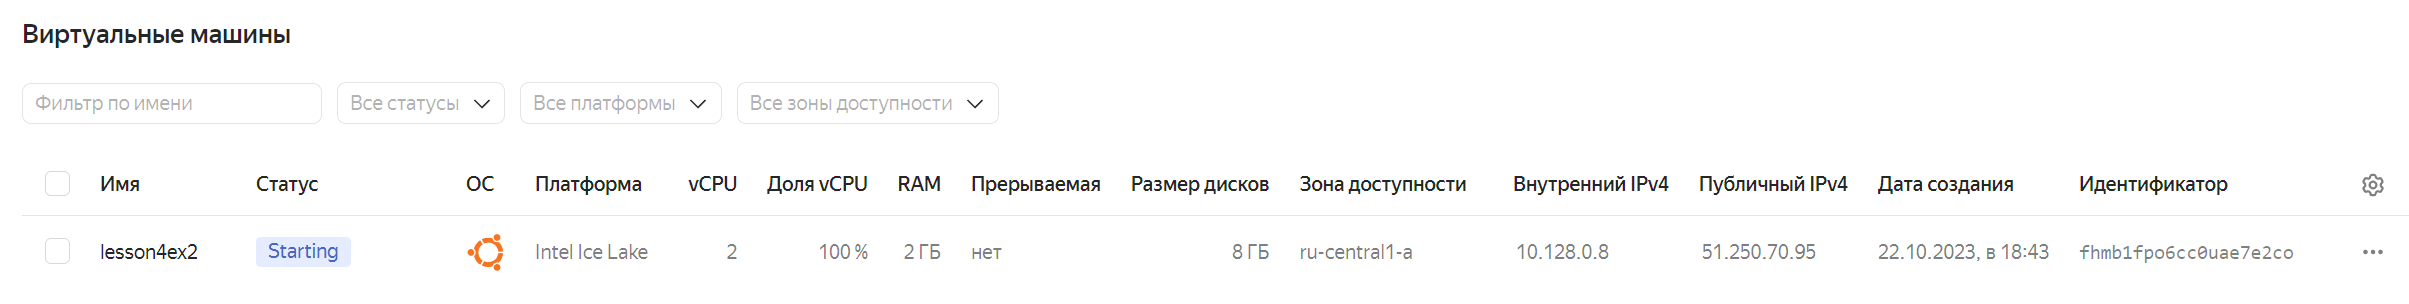 Виртуальные машины
Фильтр по имени Все статусы Все платформы Все зоны доступности
Имя Статус ОС Платформа vCPU Доля vCPU RAM Прерываемая Размер дисков Зона доступности Внутренний IPv4 Публичный IPv4 Дата создания Идентификатор
lesson4ex2 Starting Intel Ice Lake 2 100 % 2 ГБ нет 8 ГБ ru-central1-a 10.128.0.8 51.250.70.95 22.10.2023, в 18:43 fhmb1fpo6cc0uae7e2co